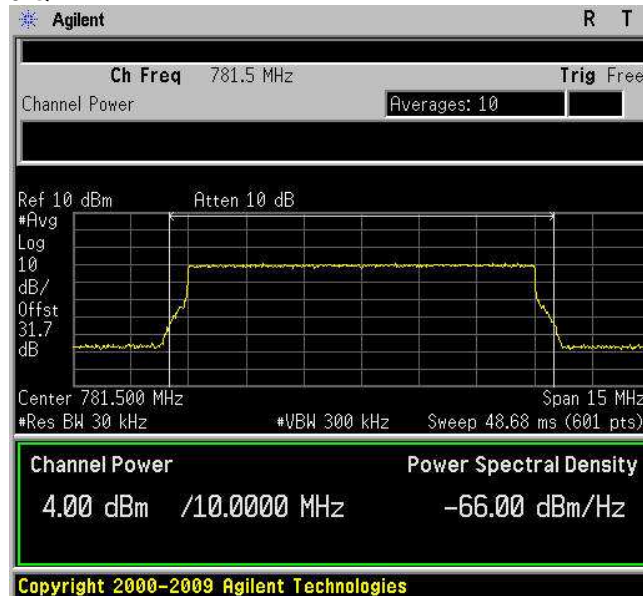 Agilent R T
Ch Freq 781.5 MHz Trig Free
Channel Power Averages: 10
Ref 10 dBm Atten 10 dB
#Avg
Log
10
dB/
Offst
31.7
dB
Center 781.500 MHz Span 15 MHz
#Res BW 30 kHz #VBW 300 kHz Sweep 48.68 ms (601 pts)
Channel Power Power Spectral Density
4.00 dBm /10.0000 MHz -66.00 dBm/Hz
Copyright 2000-2009 Agilent Technologies